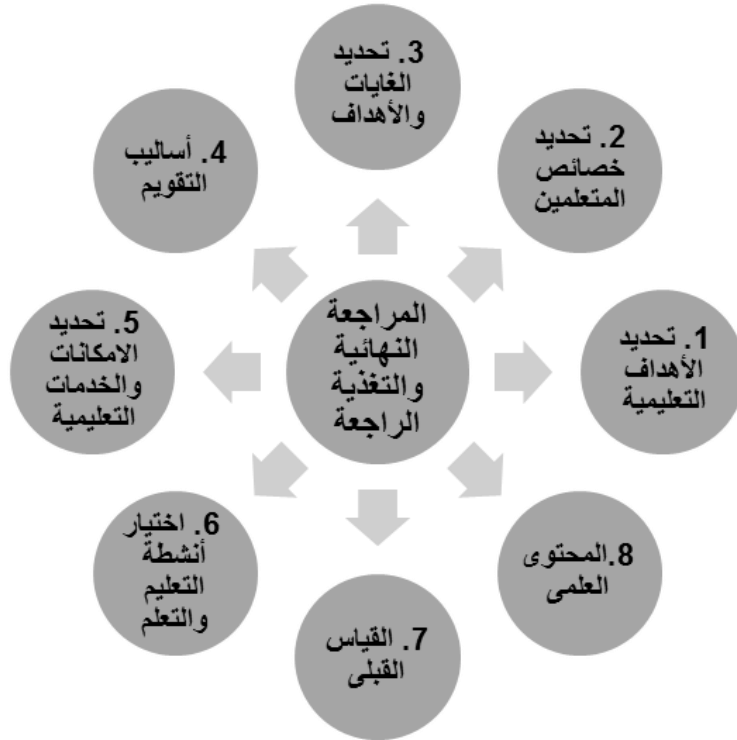 3. تحديد
الغايات
والأهداف
2. تحديد
خصائص
المتعلمين
4. أساليب
التقويم
المراجعة
النهائية
والتغذية
الراجعة
1. تحديد
الأهداف
التعليمية
5. تحديد
الامكانات
والخدمات
التعليمية
8.المحتوى
العلمى
6. اختيار
أنشطة
التعليم
والتعلم
7. القياس
القبلى